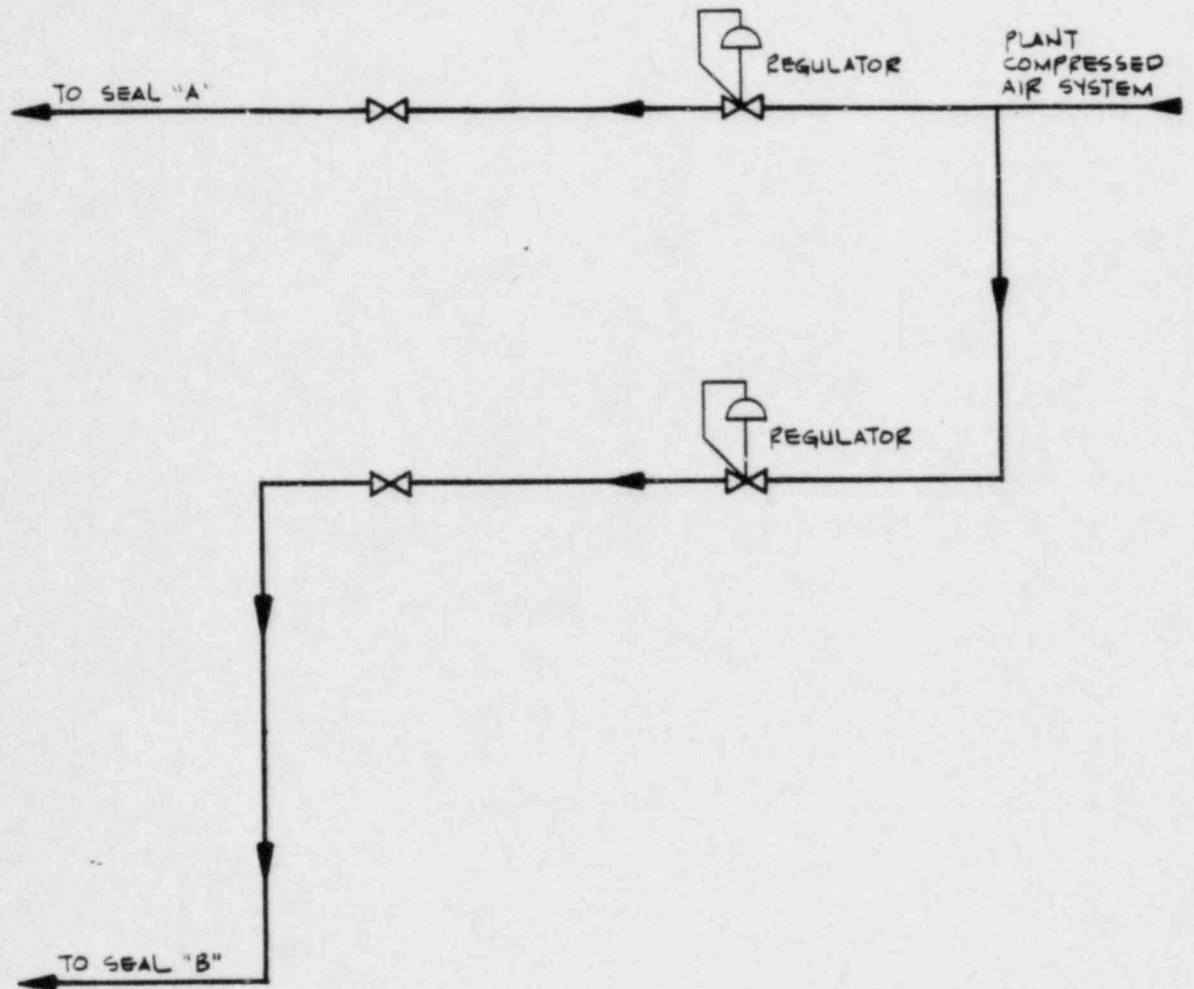 PLANT
COMPRESSED
AIR SYSTEM
REGULATOR
TO SEAL "A'
REGULATOR
TO SEAL "B"